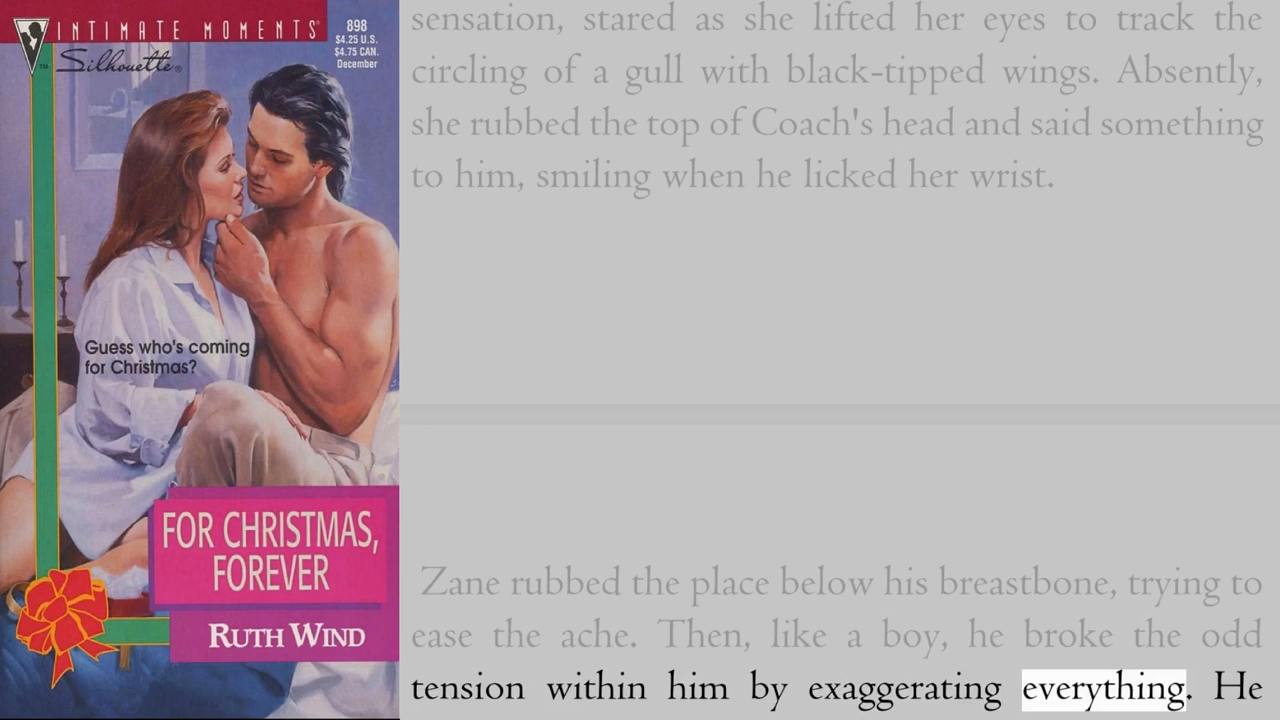 INTIMATE MOMENTS®
Silhouette®
TM
898
$4.25 U.S.
$4.75 CAN.
December
Guess who's coming
for Christmas?
FOR CHRISTMAS,
FOREVER
RUTH WIND
sensation, stared as she lifted her eyes to track the
circling of a gull with black-tipped wings. Absently,
she rubbed the top of Coach's head and said something
to him, smiling when he licked her wrist.
Zane rubbed the place below his breastbone, trying to
ease the ache. Then, like a boy, he broke the odd
tension within him by exaggerating everything. He